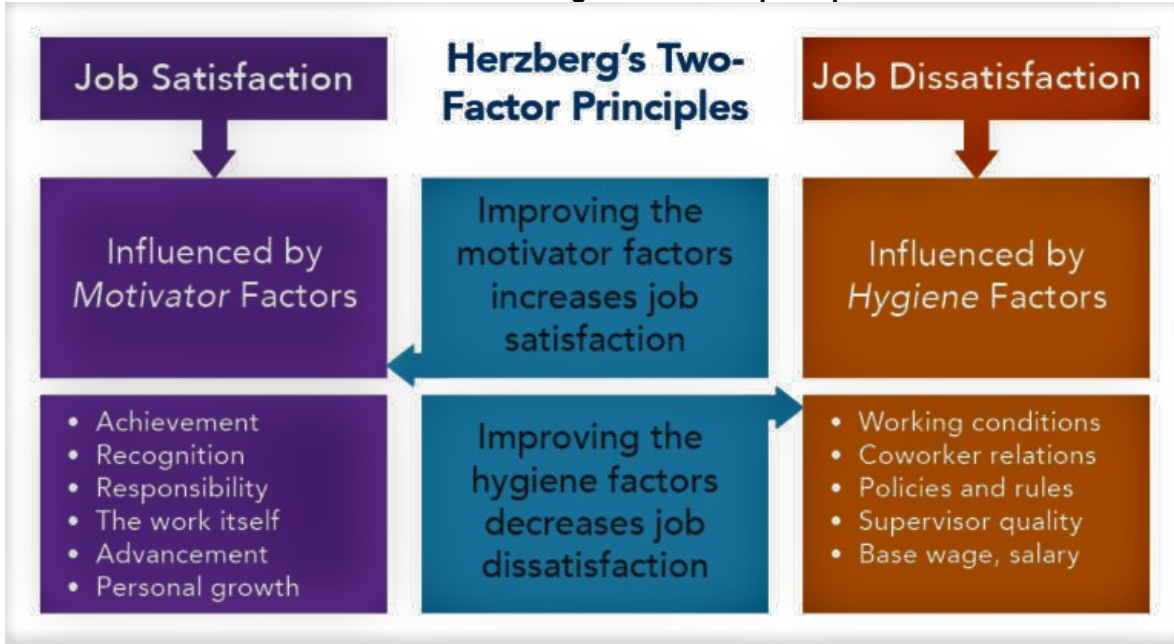 Job Satisfaction
Herzberg's Two-
Factor Principles
Job Dissatisfaction
Influenced by
Motivator Factors
Improving the
motivator factors
increases job
satisfaction
Influenced by
Hygiene Factors
• Achievement
• Recognition
• Responsibility
• The work itself
• Advancement
• Personal growth
Improving the
hygiene factors
decreases job
dissatisfaction
• Working conditions
• Coworker relations
• Policies and rules
• Supervisor quality
• Base wage, salary